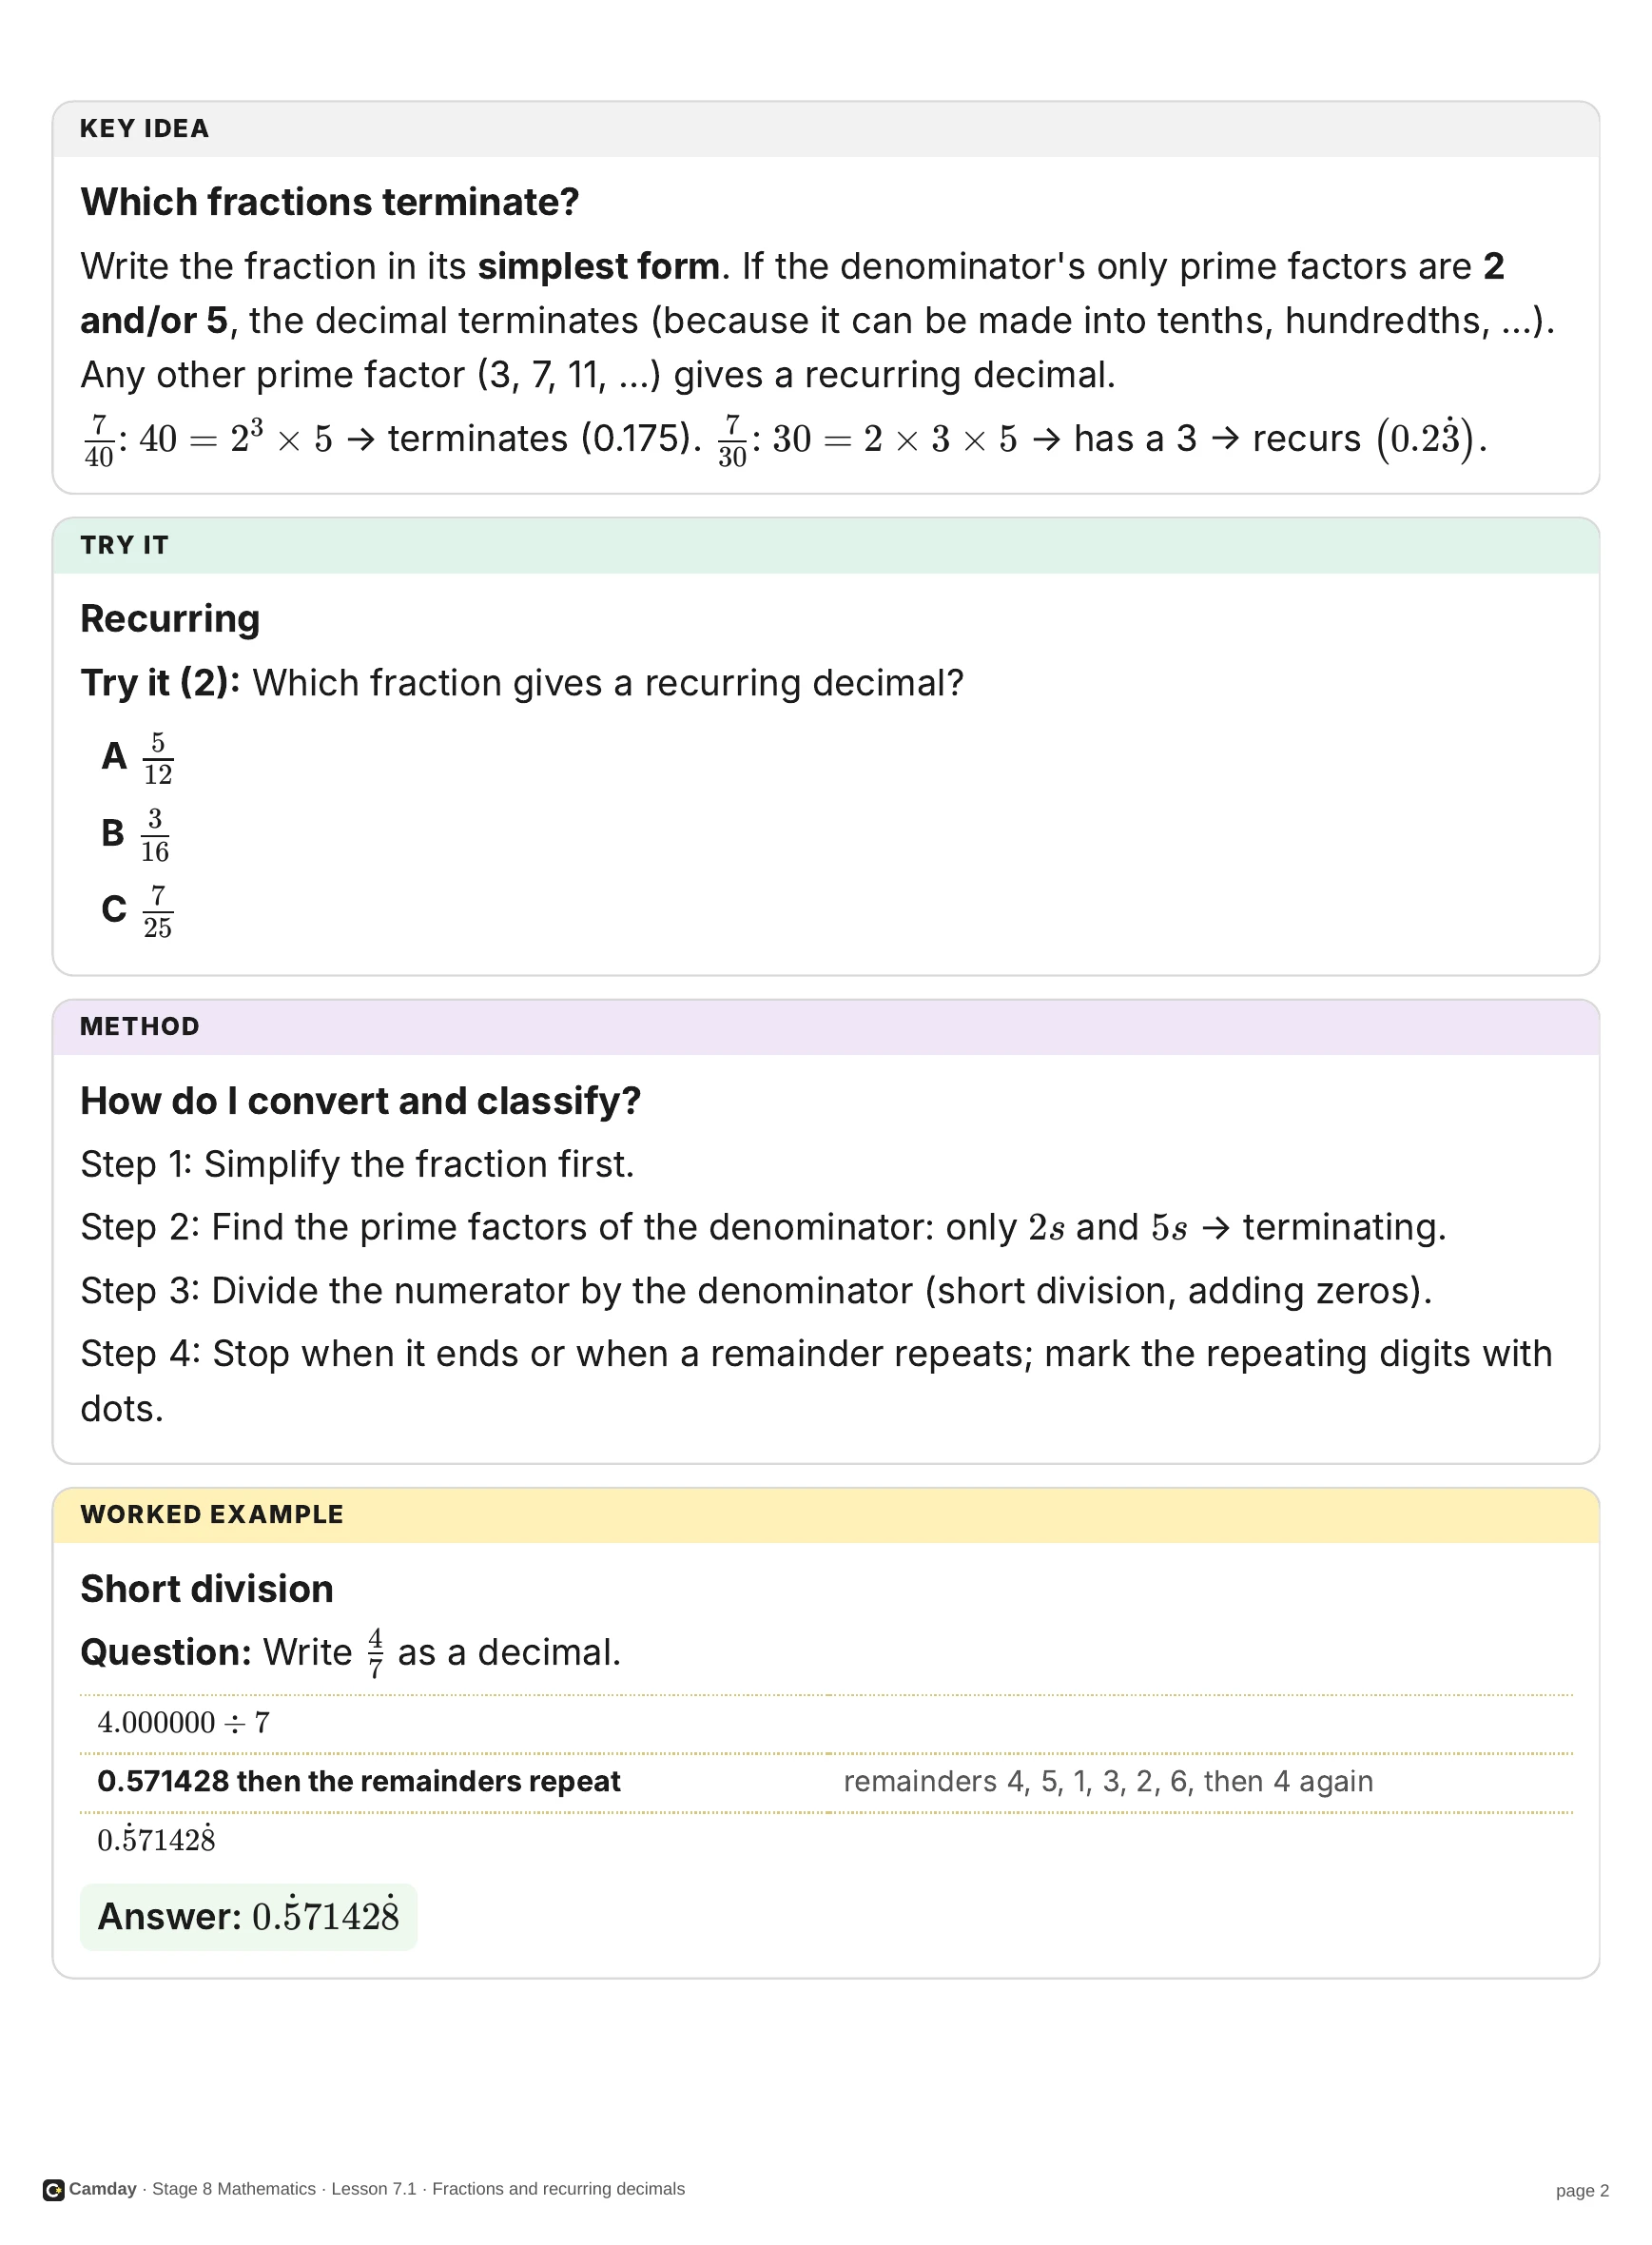 KEY IDEA
Which fractions terminate?
Write the fraction in its simplest form. If the denominator's only prime factors are 2
and/or 5, the decimal terminates (because it can be made into tenths, hundredths, ...).
Any other prime factor (3, 7, 11, ...) gives a recurring decimal.
7/40: 40 = 2³ × 5 → terminates (0.175). 7/30: 30 = 2 × 3 × 5 → has a 3 → recurs (0.23̇).
TRY IT
Recurring
Try it (2): Which fraction gives a recurring decimal?
A 5/12
B 3/16
C 7/25
METHOD
How do I convert and classify?
Step 1: Simplify the fraction first.
Step 2: Find the prime factors of the denominator: only 2s and 5s → terminating.
Step 3: Divide the numerator by the denominator (short division, adding zeros).
Step 4: Stop when it ends or when a remainder repeats; mark the repeating digits with
dots.
WORKED EXAMPLE
Short division
Question: Write 4/7 as a decimal.
4.000000 ÷ 7
0.571428 then the remainders repeat remainders 4, 5, 1, 3, 2, 6, then 4 again
0.5̇71428̇
Answer: 0.5̇71428̇
Camday · Stage 8 Mathematics · Lesson 7.1 · Fractions and recurring decimals page 2